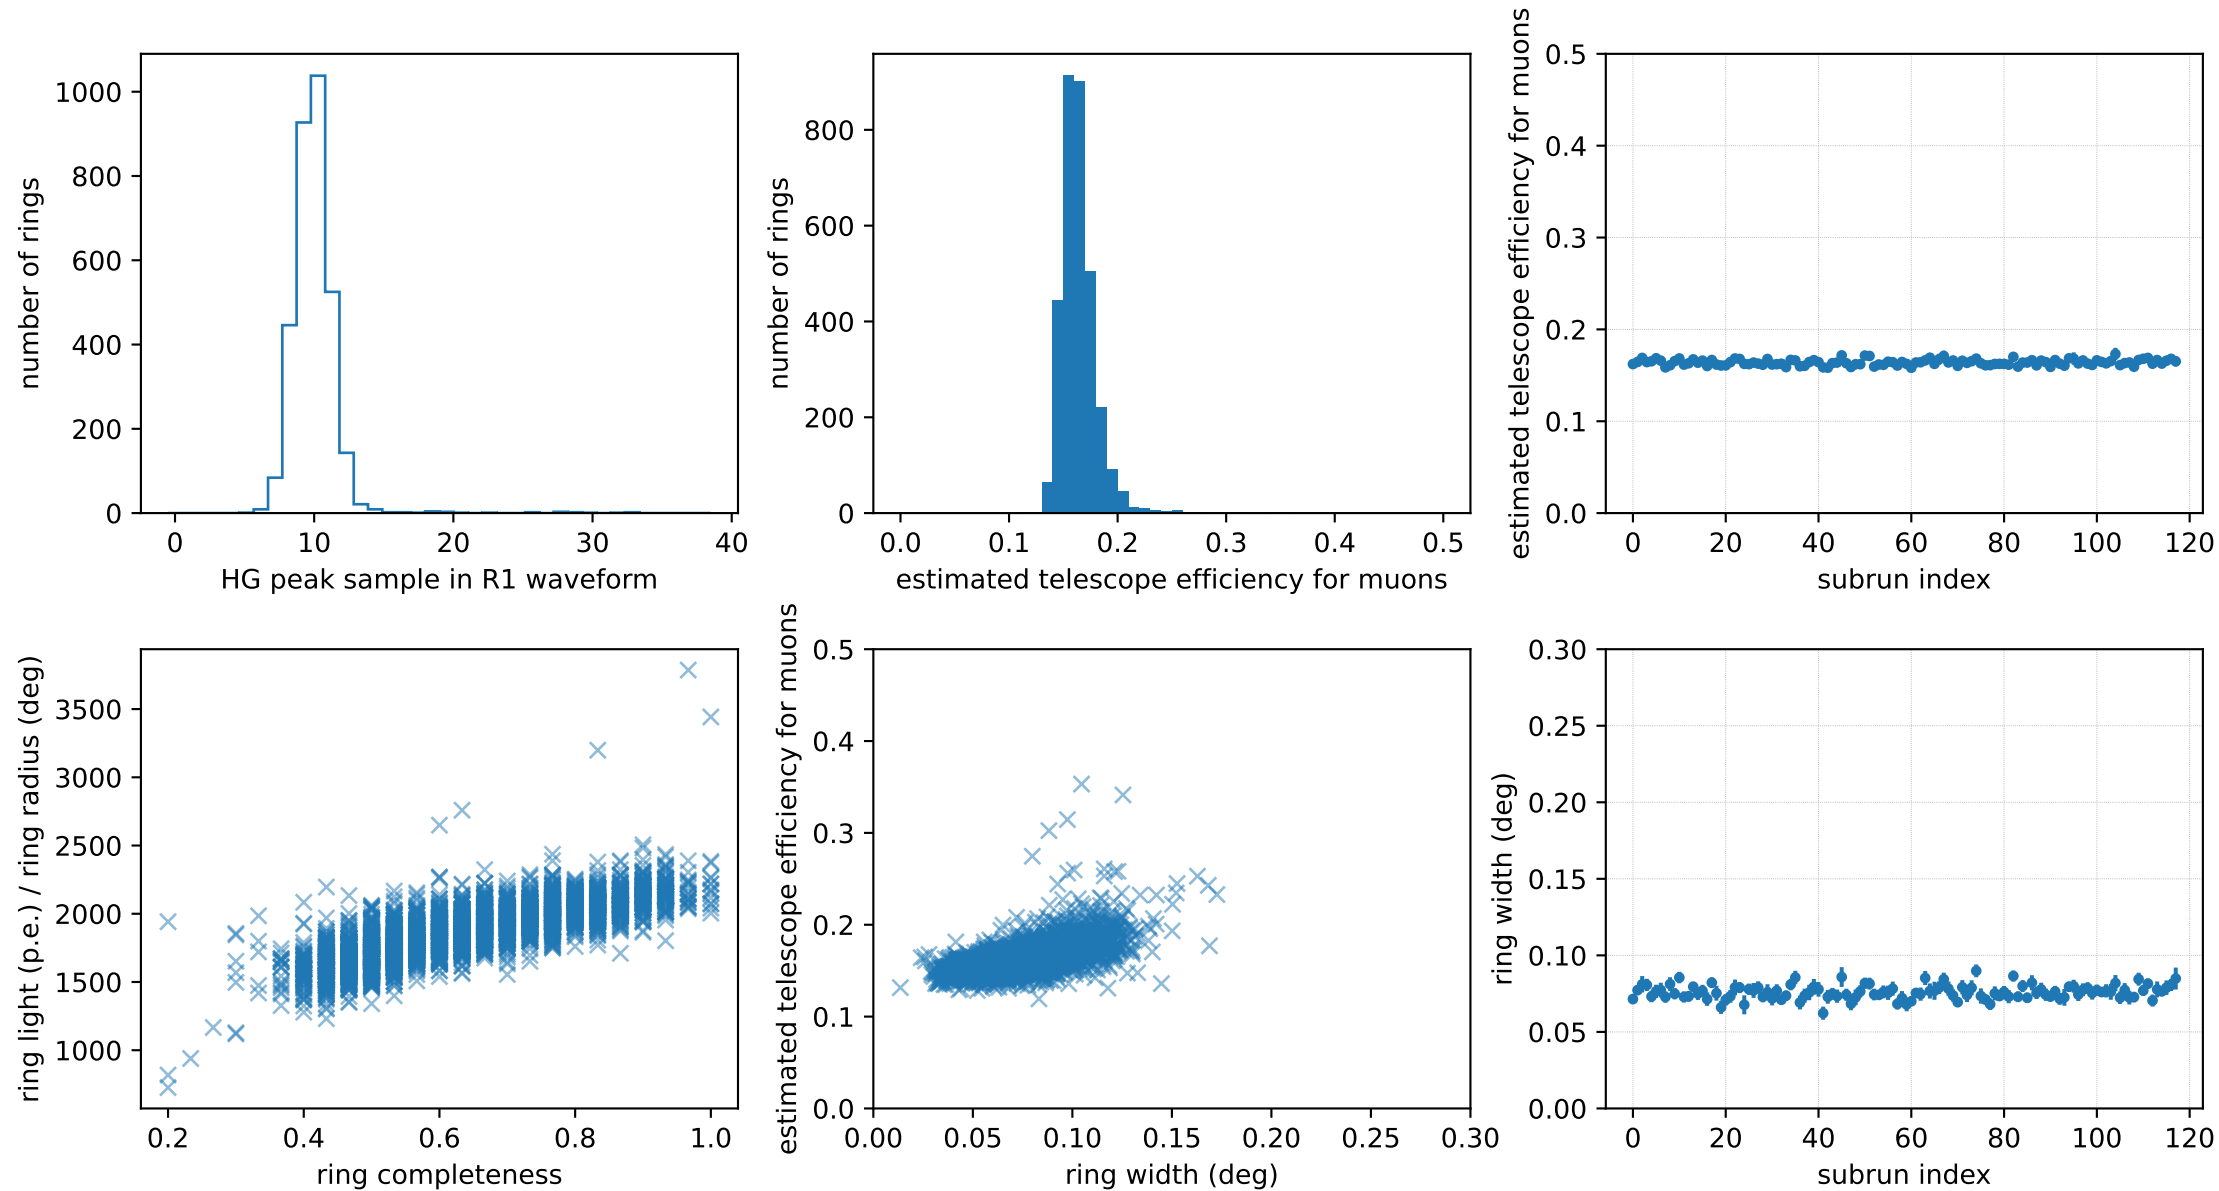 number of rings
1000
800
600
400
200
0
0 10 20 30 40
HG peak sample in R1 waveform
number of rings
800
600
400
200
0
0.0 0.1 0.2 0.3 0.4 0.5
estimated telescope efficiency for muons
estimated telescope efficiency for muons
0.5
0.4
0.3
0.2
0.1
0.0
0 20 40 60 80 100 120
subrun index
ring light (p.e.) / ring radius (deg)
3500
3000
2500
2000
1500
1000
0.2 0.4 0.6 0.8 1.0
ring completeness
estimated telescope efficiency for muons
0.5
0.4
0.3
0.2
0.1
0.0
0.00 0.05 0.10 0.15 0.20 0.25 0.30
ring width (deg)
ring width (deg)
0.30
0.25
0.20
0.15
0.10
0.05
0.00
0 20 40 60 80 100 120
subrun index